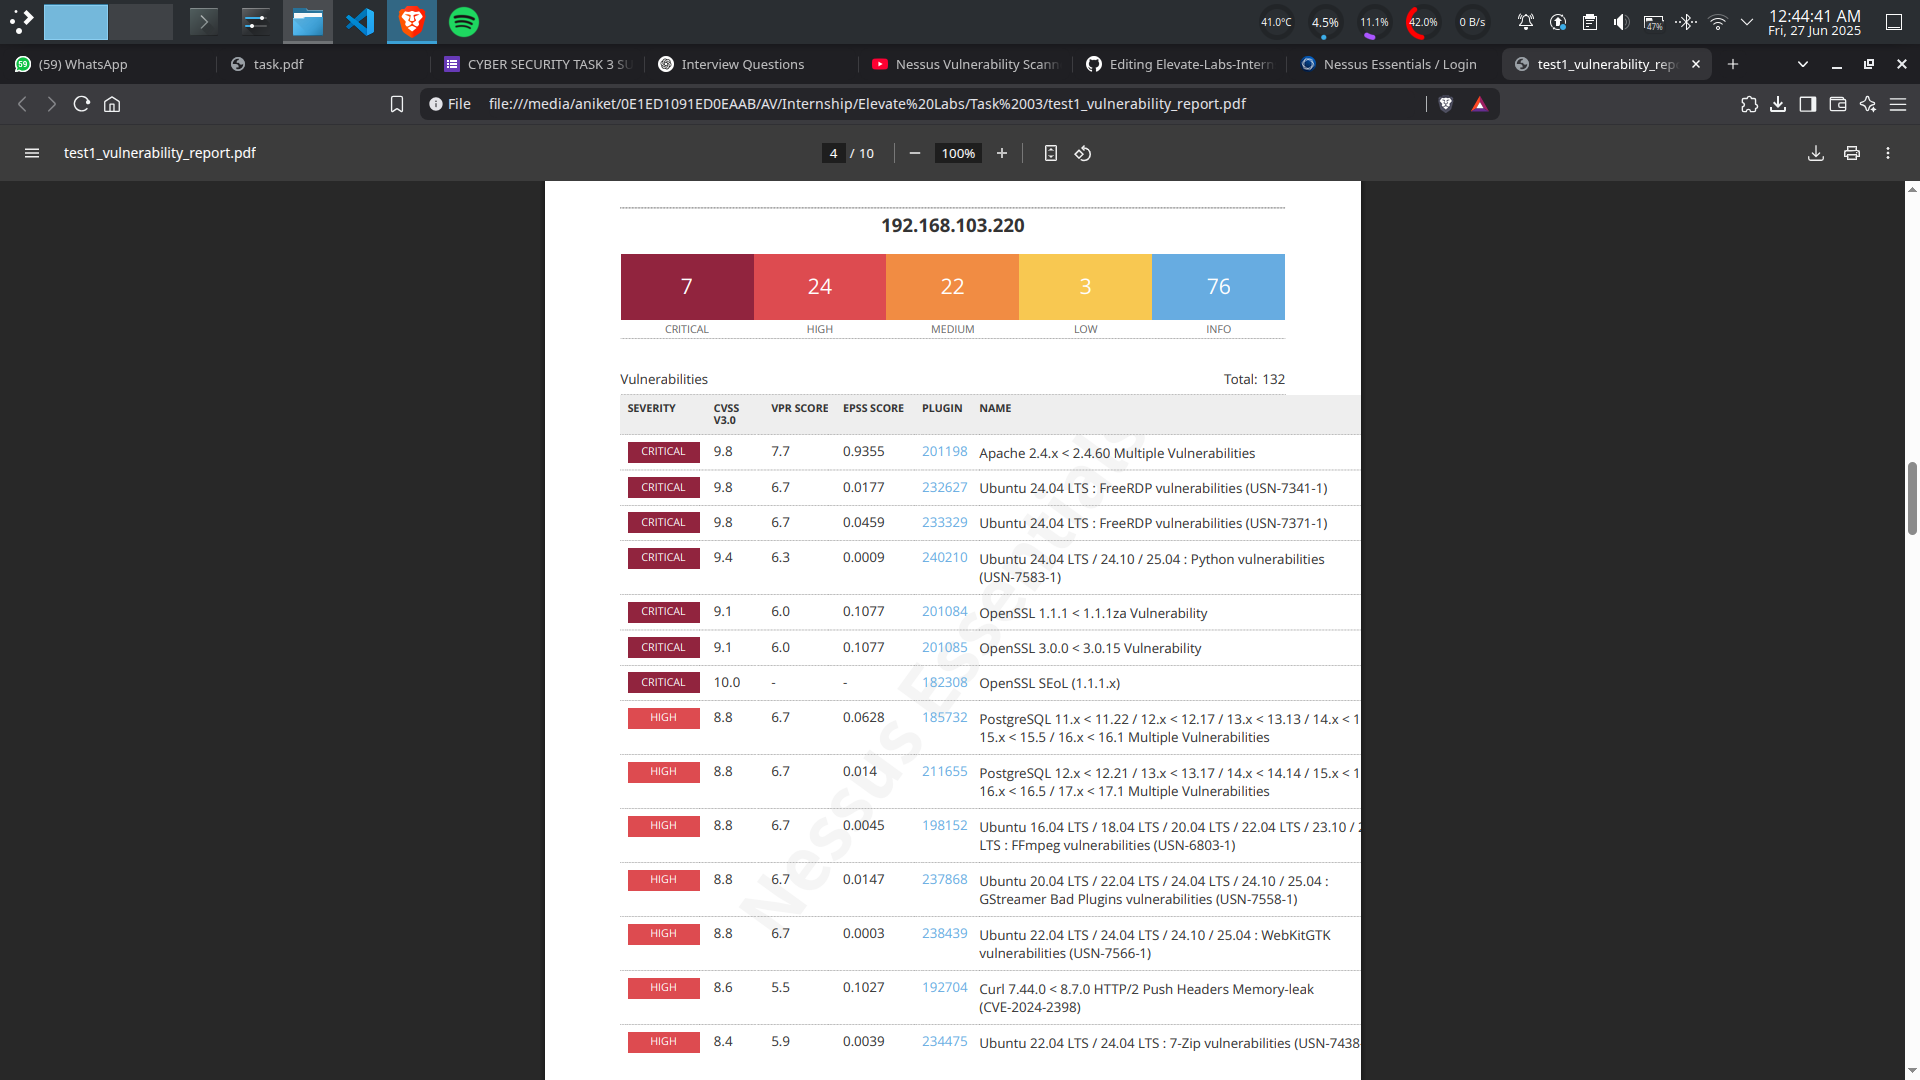 41.0°C
4.5%
11.1%
42.0%
0 B/s
47%
12:44:41 AM
Fri, 27 Jun 2025
59
(59) WhatsApp
task.pdf
CYBER SECURITY TASK 3 SU
Interview Questions
Nessus Vulnerability Scann
Editing Elevate-Labs-Intern
Nessus Essentials / Login
test1_vulnerability_rep
File
file:///media/aniket/0E1ED1091ED0EAAB/AV/Internship/Elevate%20Labs/Task%2003/test1_vulnerability_report.pdf
test1_vulnerability_report.pdf
4 / 10
100%
192.168.103.220
7 24 22 3 76
CRITICAL HIGH MEDIUM LOW INFO
Vulnerabilities Total: 132
SEVERITY CVSS V3.0 VPR SCORE EPSS SCORE PLUGIN NAME
CRITICAL 9.8 7.7 0.9355 201198 Apache 2.4.x < 2.4.60 Multiple Vulnerabilities
CRITICAL 9.8 6.7 0.0177 232627 Ubuntu 24.04 LTS : FreeRDP vulnerabilities (USN-7341-1)
CRITICAL 9.8 6.7 0.0459 233329 Ubuntu 24.04 LTS : FreeRDP vulnerabilities (USN-7371-1)
CRITICAL 9.4 6.3 0.0009 240210 Ubuntu 24.04 LTS / 24.10 / 25.04 : Python vulnerabilities
(USN-7583-1)
CRITICAL 9.1 6.0 0.1077 201084 OpenSSL 1.1.1 < 1.1.1za Vulnerability
CRITICAL 9.1 6.0 0.1077 201085 OpenSSL 3.0.0 < 3.0.15 Vulnerability
CRITICAL 10.0 - - 182308 OpenSSL SEoL (1.1.1.x)
HIGH 8.8 6.7 0.0628 185732 PostgreSQL 11.x < 11.22 / 12.x < 12.17 / 13.x < 13.13 / 14.x < 1
15.x < 15.5 / 16.x < 16.1 Multiple Vulnerabilities
HIGH 8.8 6.7 0.014 211655 PostgreSQL 12.x < 12.21 / 13.x < 13.17 / 14.x < 14.14 / 15.x < 1
16.x < 16.5 / 17.x < 17.1 Multiple Vulnerabilities
HIGH 8.8 6.7 0.0045 198152 Ubuntu 16.04 LTS / 18.04 LTS / 20.04 LTS / 22.04 LTS / 23.10 / 2
LTS : FFmpeg vulnerabilities (USN-6803-1)
HIGH 8.8 6.7 0.0147 237868 Ubuntu 20.04 LTS / 22.04 LTS / 24.04 LTS / 24.10 / 25.04 :
GStreamer Bad Plugins vulnerabilities (USN-7558-1)
HIGH 8.8 6.7 0.0003 238439 Ubuntu 22.04 LTS / 24.04 LTS / 24.10 / 25.04 : WebKitGTK
vulnerabilities (USN-7566-1)
HIGH 8.6 5.5 0.1027 192704 Curl 7.44.0 < 8.7.0 HTTP/2 Push Headers Memory-leak
(CVE-2024-2398)
HIGH 8.4 5.9 0.0039 234475 Ubuntu 22.04 LTS / 24.04 LTS : 7-Zip vulnerabilities (USN-7438-
Nessus Essentials